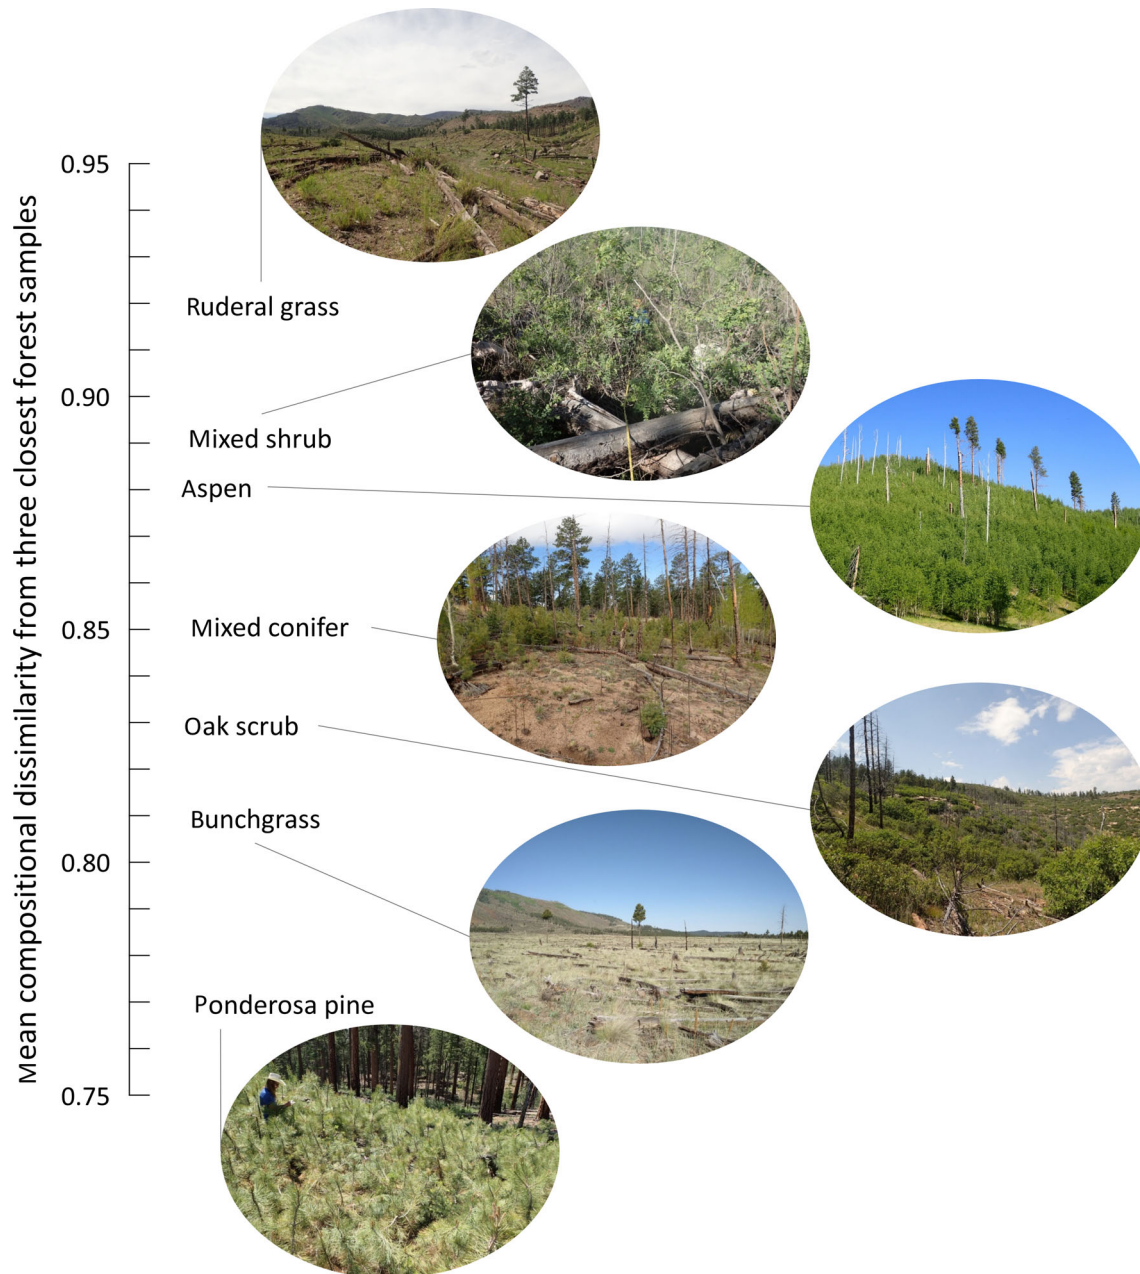 Mean compositional dissimilarity from three closest forest samples
0.95
Ruderal grass
0.90
Mixed shrub
Aspen
Mixed conifer
0.85
Oak scrub
Bunchgrass
0.80
Ponderosa pine
0.75